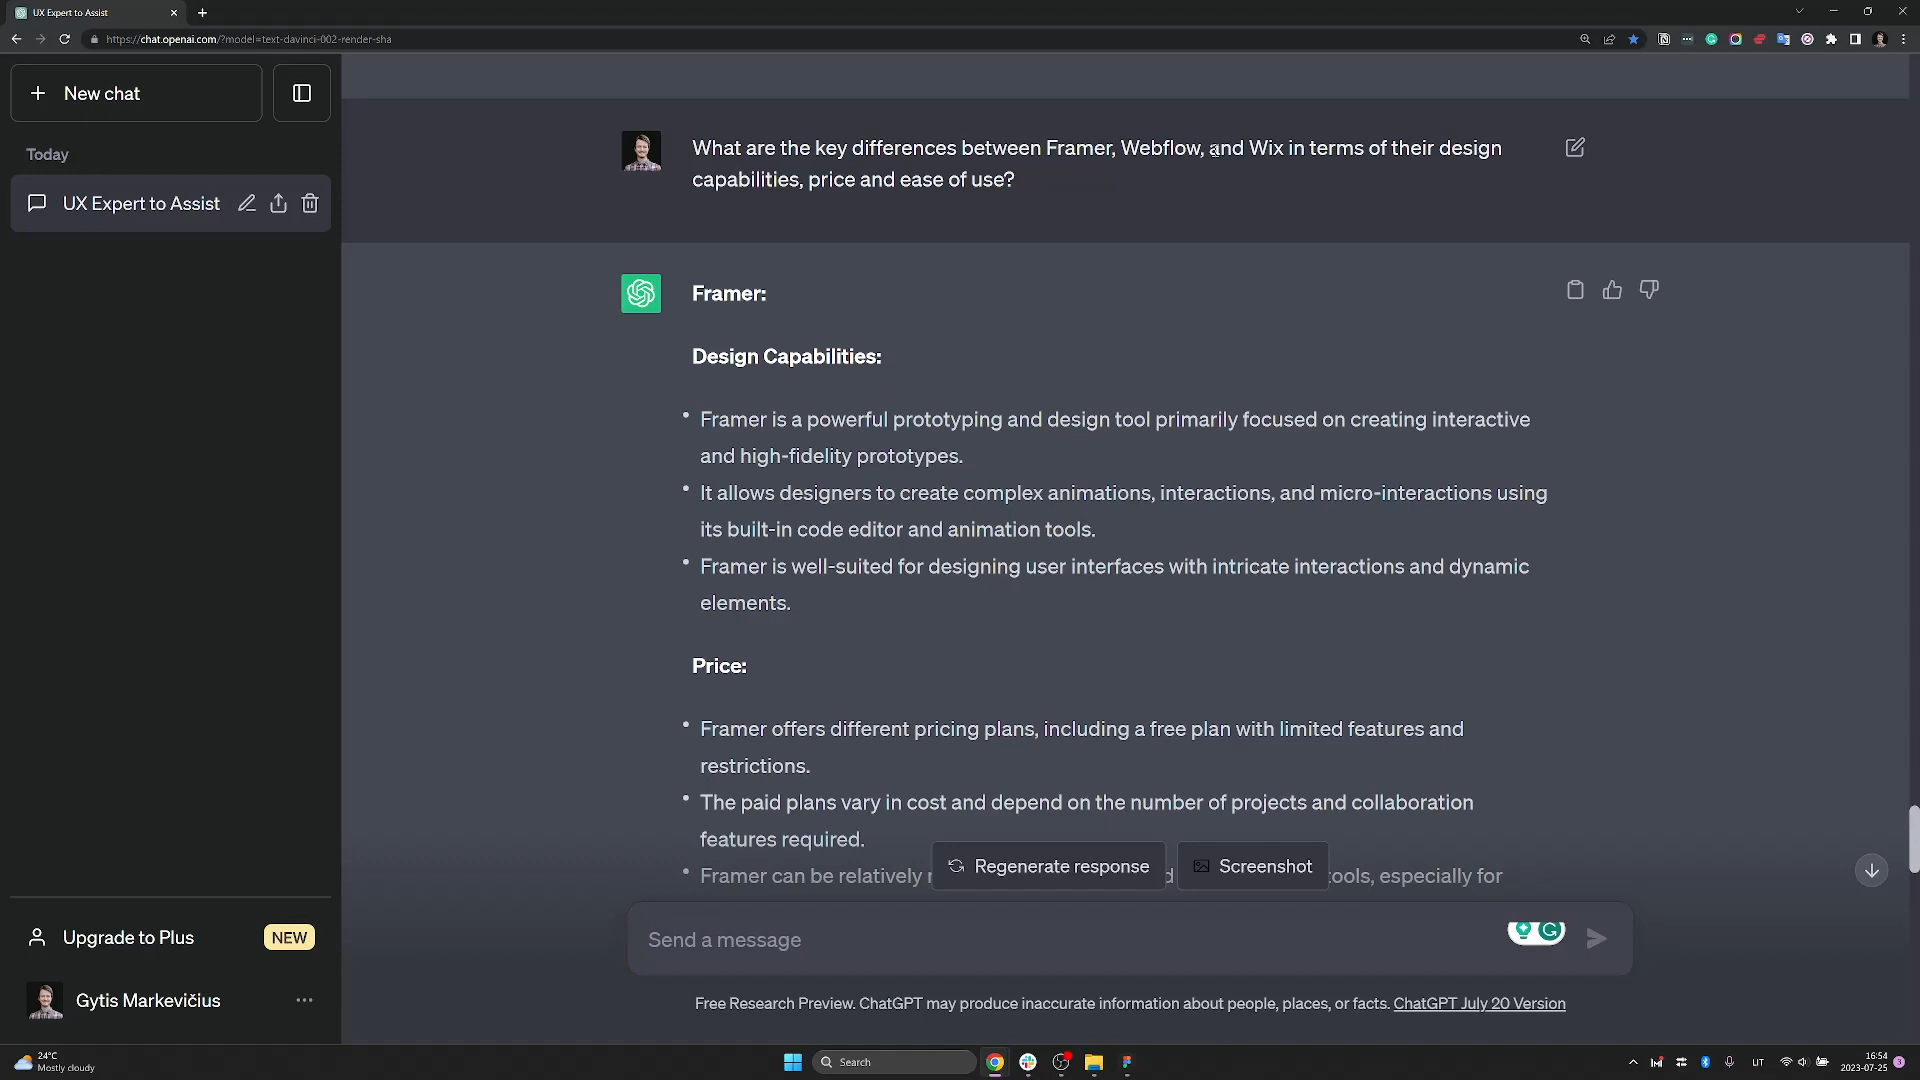 UX Expert to Assist
https://chat.openai.com/?model=text-davinci-002-render-sha
New chat
Today
UX Expert to Assist
What are the key differences between Framer, Webflow, and Wix in terms of their design
capabilities, price and ease of use?
Framer:
Design Capabilities:
• Framer is a powerful prototyping and design tool primarily focused on creating interactive
and high-fidelity prototypes.
• It allows designers to create complex animations, interactions, and micro-interactions using
its built-in code editor and animation tools.
• Framer is well-suited for designing user interfaces with intricate interactions and dynamic
elements.
Price:
• Framer offers different pricing plans, including a free plan with limited features and
restrictions.
• The paid plans vary in cost and depend on the number of projects and collaboration
features required.
• Framer can be relatively
Regenerate response
Screenshot
tools, especially for
Send a message
Free Research Preview. ChatGPT may produce inaccurate information about people, places, or facts. ChatGPT July 20 Version
Upgrade to Plus
NEW
Gytis Markevičius
24°C
Mostly cloudy
Search
LT
16:54
2023-07-25
3